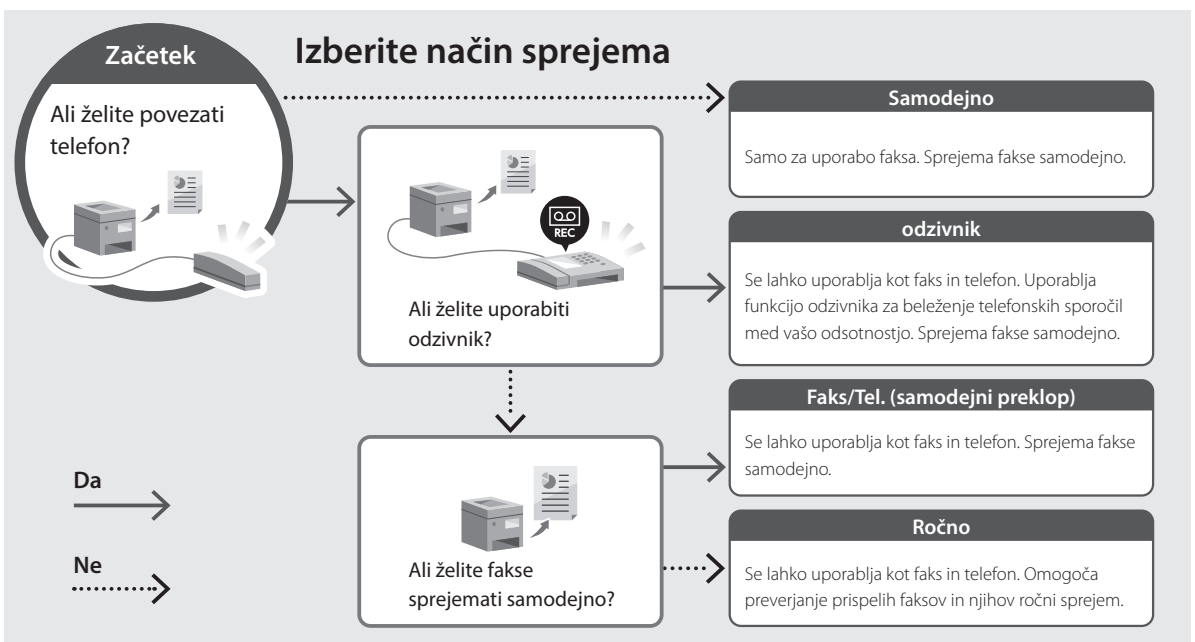 Začetek
Izberite način sprejema
Ali želite povezati
telefon?
Samodejno
Samo za uporabo faksa. Sprejema fakse samodejno.
REC
Ali želite uporabiti
odzivnik?
odzivnik
Se lahko uporablja kot faks in telefon. Uporablja
funkcijo odzivnika za beleženje telefonskih sporočil
med vašo odsotnostjo. Sprejema fakse samodejno.
Faks/Tel. (samodejni preklop)
Se lahko uporablja kot faks in telefon. Sprejema fakse
samodejno.
Da
Ne
Ali želite fakse
sprejemati samodejno?
Ročno
Se lahko uporablja kot faks in telefon. Omogoča
preverjanje prispelih faksov in njihov ročni sprejem.